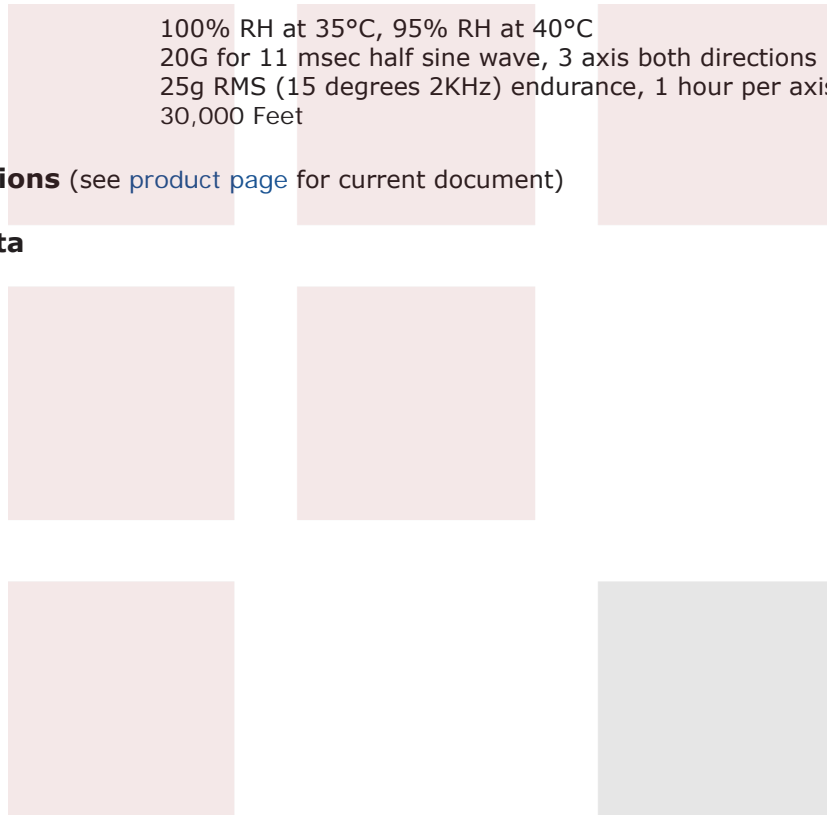 100% RH at 35°C, 95% RH at 40°C
20G for 11 msec half sine wave, 3 axis both directions
25g RMS (15 degrees 2KHz) endurance, 1 hour per axis
30,000 Feet
ions (see product page for current document)
ta